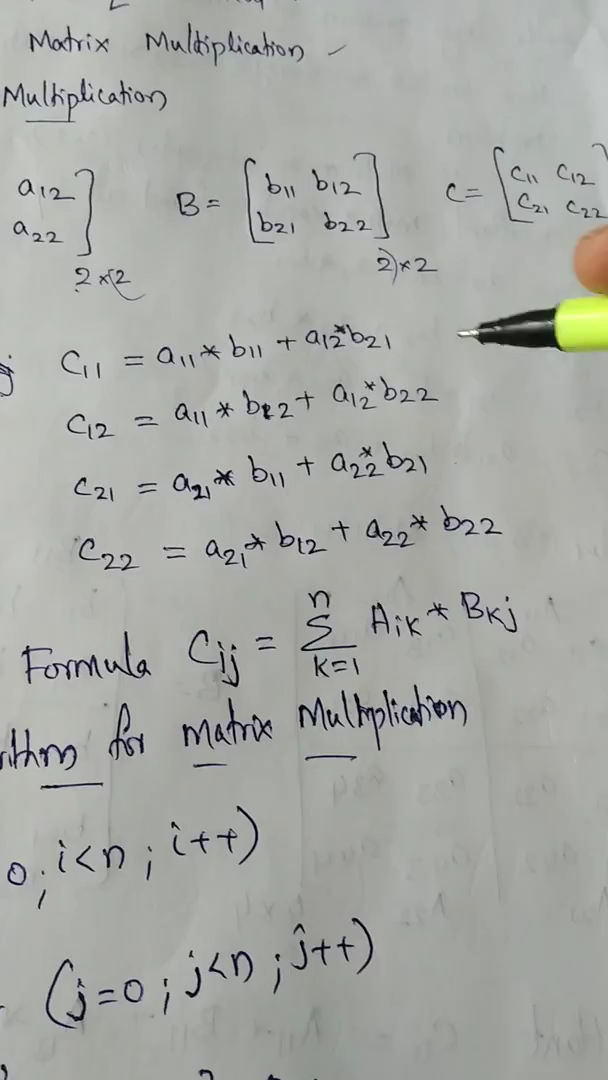 Matrix Multiplication
Multiplication
a12
a22 ] 2×2
B = [ b11 b12
b21 b22 ] 2×2
C = [ C11 C12
C21 C22
C11 = a11 * b11 + a12 * b21
C12 = a11 * b12 + a12 * b22
C21 = a21 * b11 + a22 * b21
C22 = a21 * b12 + a22 * b22
Formula Cij = n Σ k=1 Aik * Bkj
rithm for matrix Multiplication
0; i<n; i++)
(j=0; j<n; j++)